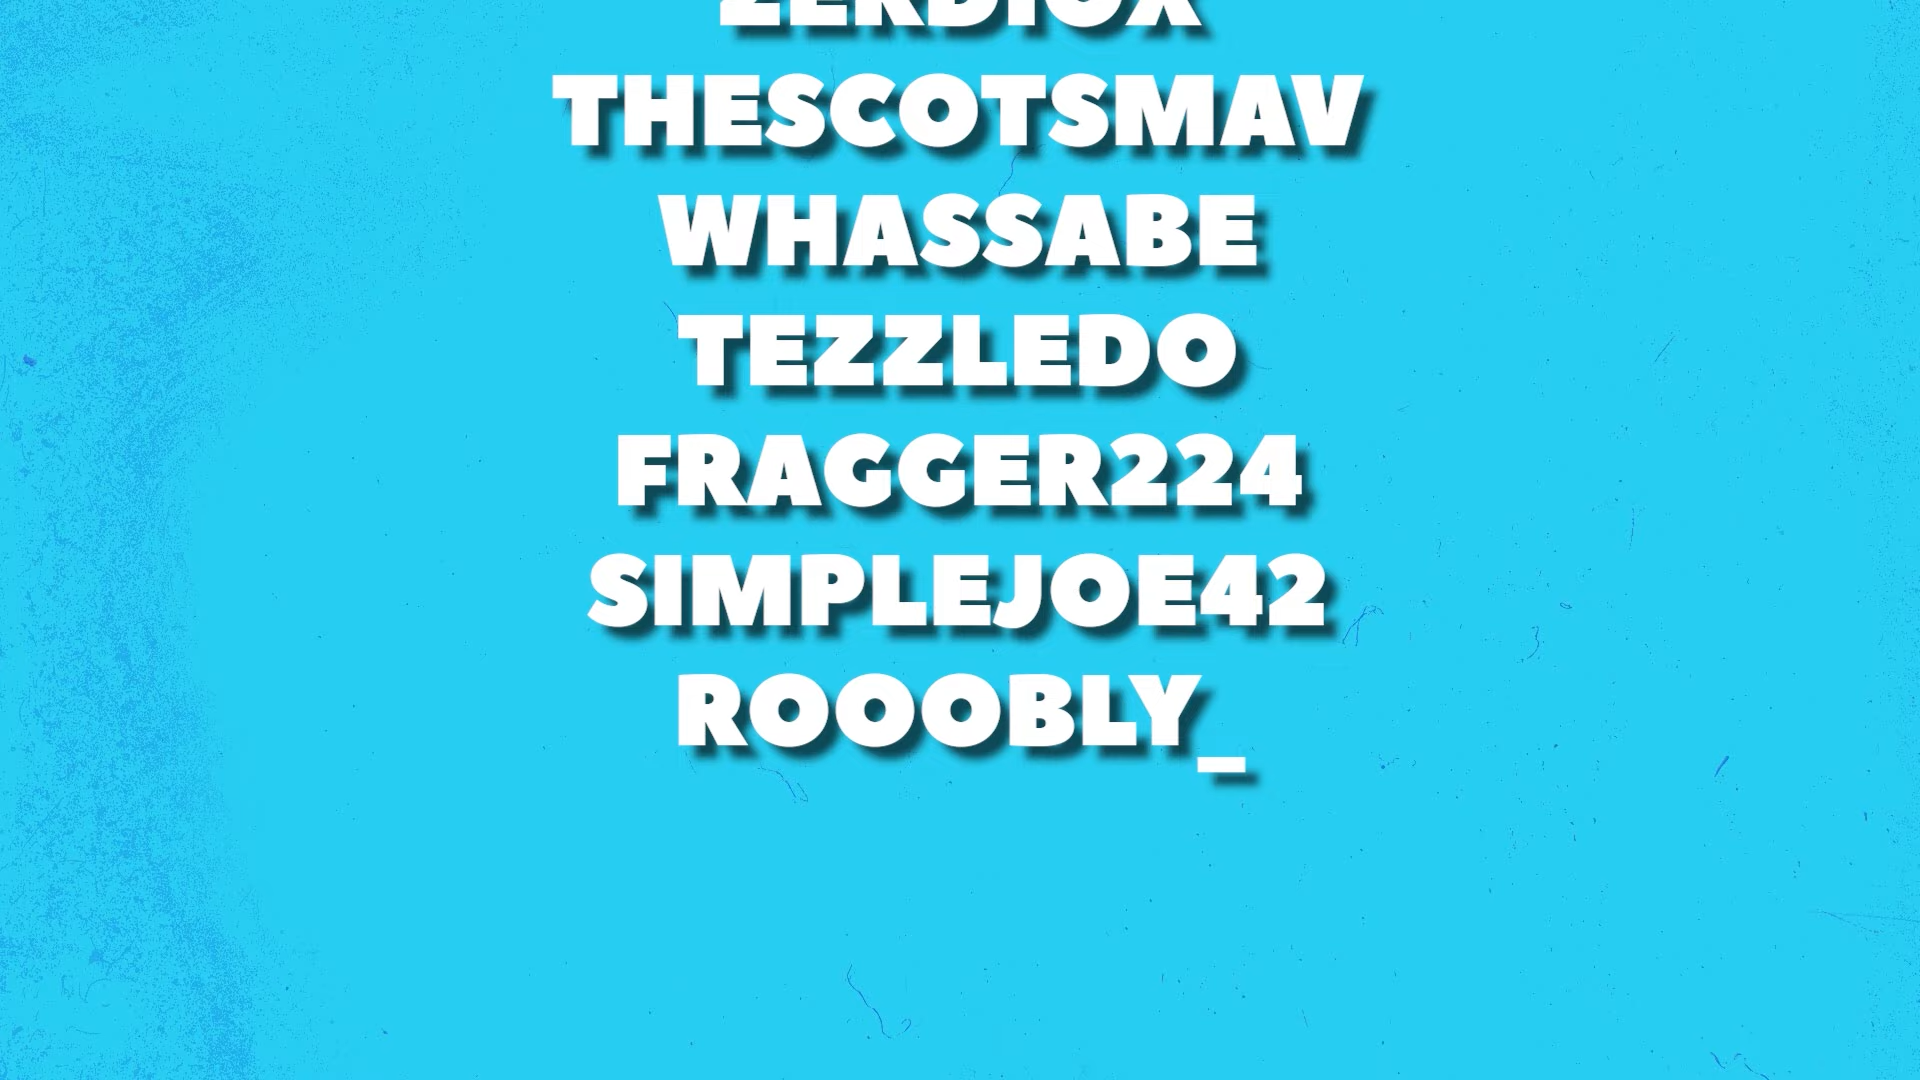 THESCOTSMAV
WHASSABE
TEZZLEDO
FRAGGER224
SIMPLEJOE42
ROOOBLY_